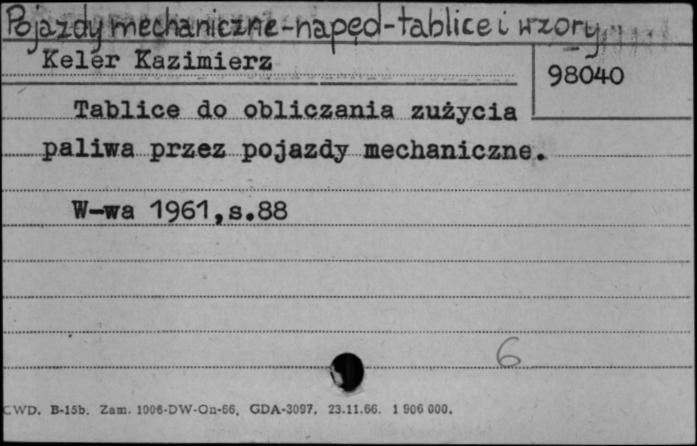 Pojazdy mechaniczne-napęd-tablice i wzory
Keler Kazimierz
98040
Tablice do obliczania zużycia
paliwa przez pojazdy mechaniczne.
W-wa 1961,s.88
6
CWD. B-15b. Zam. 1006-DW-On-66. GDA-3097. 23.11.66. 1 906 000.